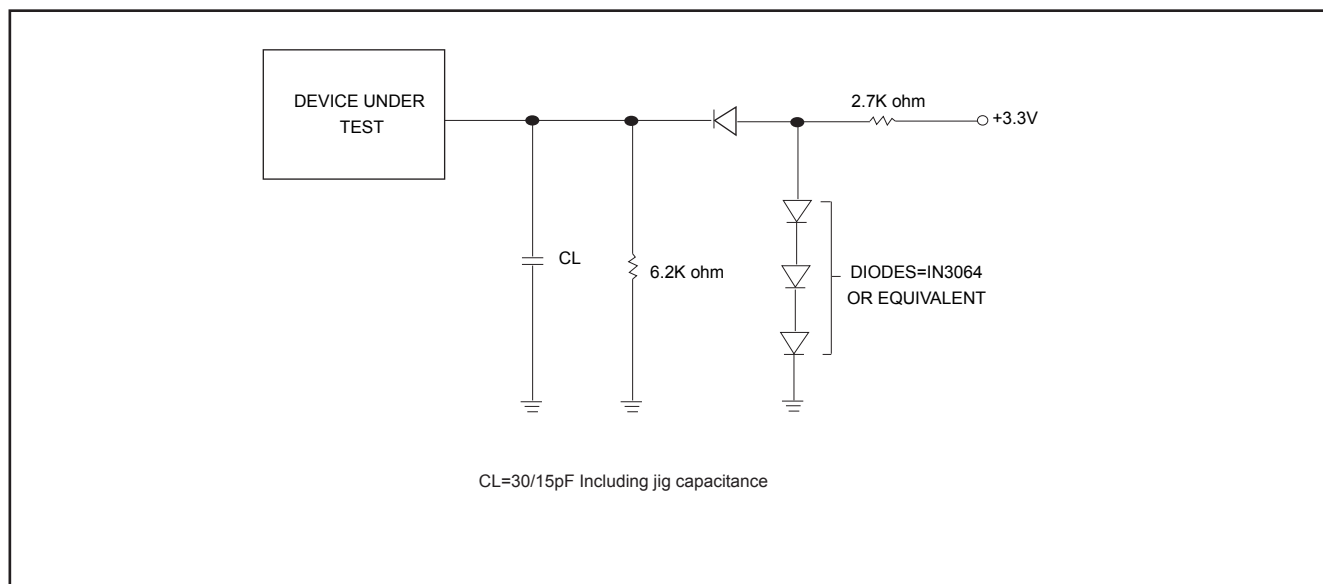 DEVICE UNDER
TEST
2.7K ohm
+3.3V
CL
6.2K ohm
DIODES=IN3064
OR EQUIVALENT
CL=30/15pF Including jig capacitance